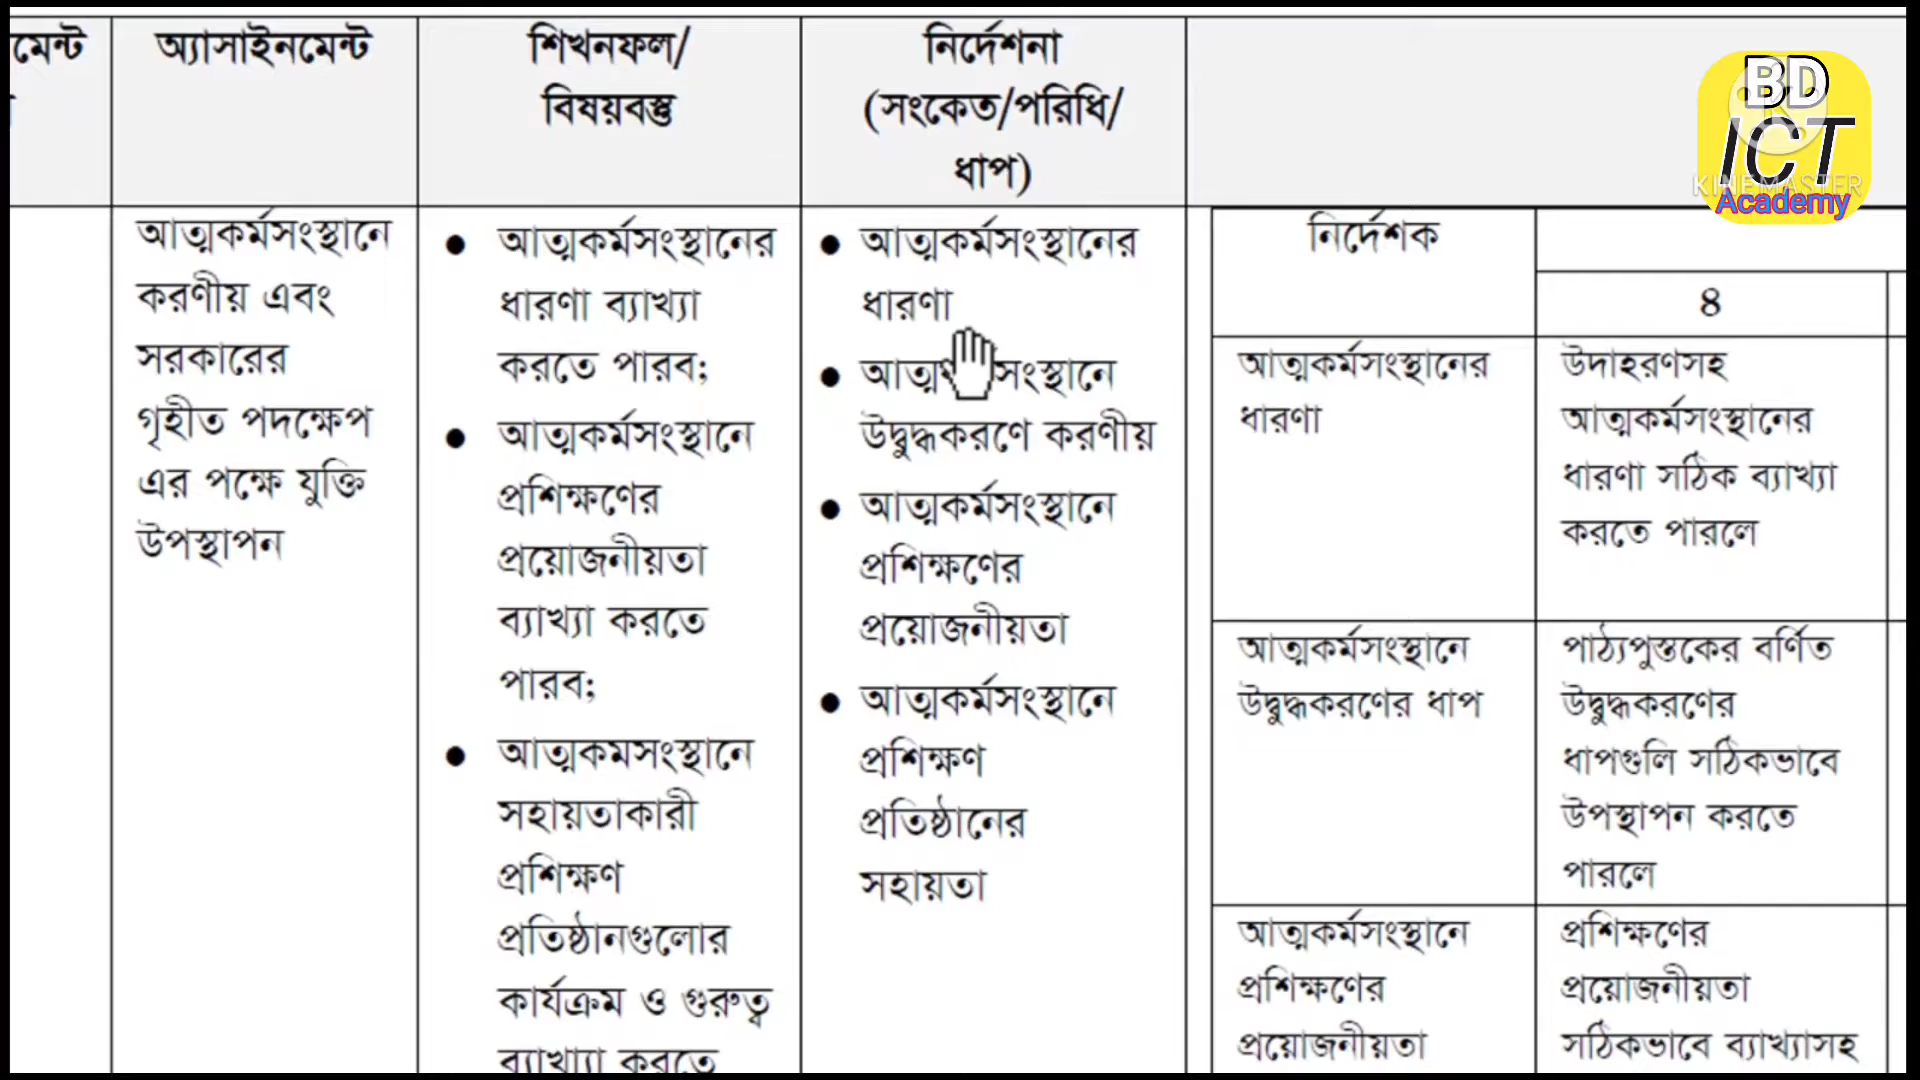 মেন্ট
অ্যাসাইনমেন্ট
শিখনফল/
বিষয়বস্তু
নির্দেশনা
(সংকেত/পরিধি/
ধাপ)
আত্মকর্মসংস্থানে
করণীয় এবং
সরকারের
গৃহীত পদক্ষেপ
এর পক্ষে যুক্তি
উপস্থাপন
● আত্মকর্মসংস্থানের
ধারণা ব্যাখ্যা
করতে পারব;
● আত্মকর্মসংস্থানে
প্রশিক্ষণের
প্রয়োজনীয়তা
ব্যাখ্যা করতে
পারব;
● আত্মকমসংস্থানে
সহায়তাকারী
প্রশিক্ষণ
প্রতিষ্ঠানগুলোর
কার্যক্রম ও গুরুত্ব
ব্যাখ্যা করতে
● আত্মকর্মসংস্থানের
ধারণা
● আত্ম সংস্থানে
উদ্বুদ্ধকরণে করণীয়
● আত্মকর্মসংস্থানে
প্রশিক্ষণের
প্রয়োজনীয়তা
● আত্মকর্মসংস্থানে
প্রশিক্ষণ
প্রতিষ্ঠানের
সহায়তা
নির্দেশক
৪
আত্মকর্মসংস্থানের
ধারণা
উদাহরণসহ
আত্মকর্মসংস্থানের
ধারণা সঠিক ব্যাখ্যা
করতে পারলে
আত্মকর্মসংস্থানে
উদ্বুদ্ধকরণের ধাপ
পাঠ্যপুস্তকের বর্ণিত
উদ্বুদ্ধকরণের
ধাপগুলি সঠিকভাবে
উপস্থাপন করতে
পারলে
আত্মকর্মসংস্থানে
প্রশিক্ষণের
প্রয়োজনীয়তা
প্রশিক্ষণের
প্রয়োজনীয়তা
সঠিকভাবে ব্যাখ্যাসহ
BD
ICT
KINEMASTER
Academy